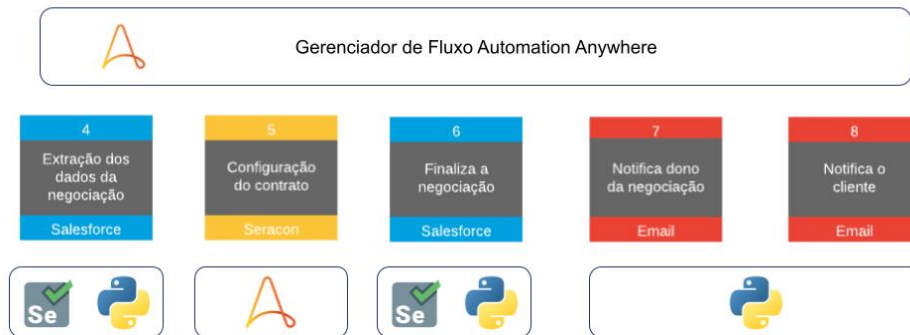 Gerenciador de Fluxo Automation Anywhere
4
Extração dos
dados da
negociação
Salesforce
5
Configuração
do contrato
Seracon
6
Finaliza a
negociação
Salesforce
7
Notifica dono
da negociação
Email
8
Notifica o
cliente
Email
Se
Se